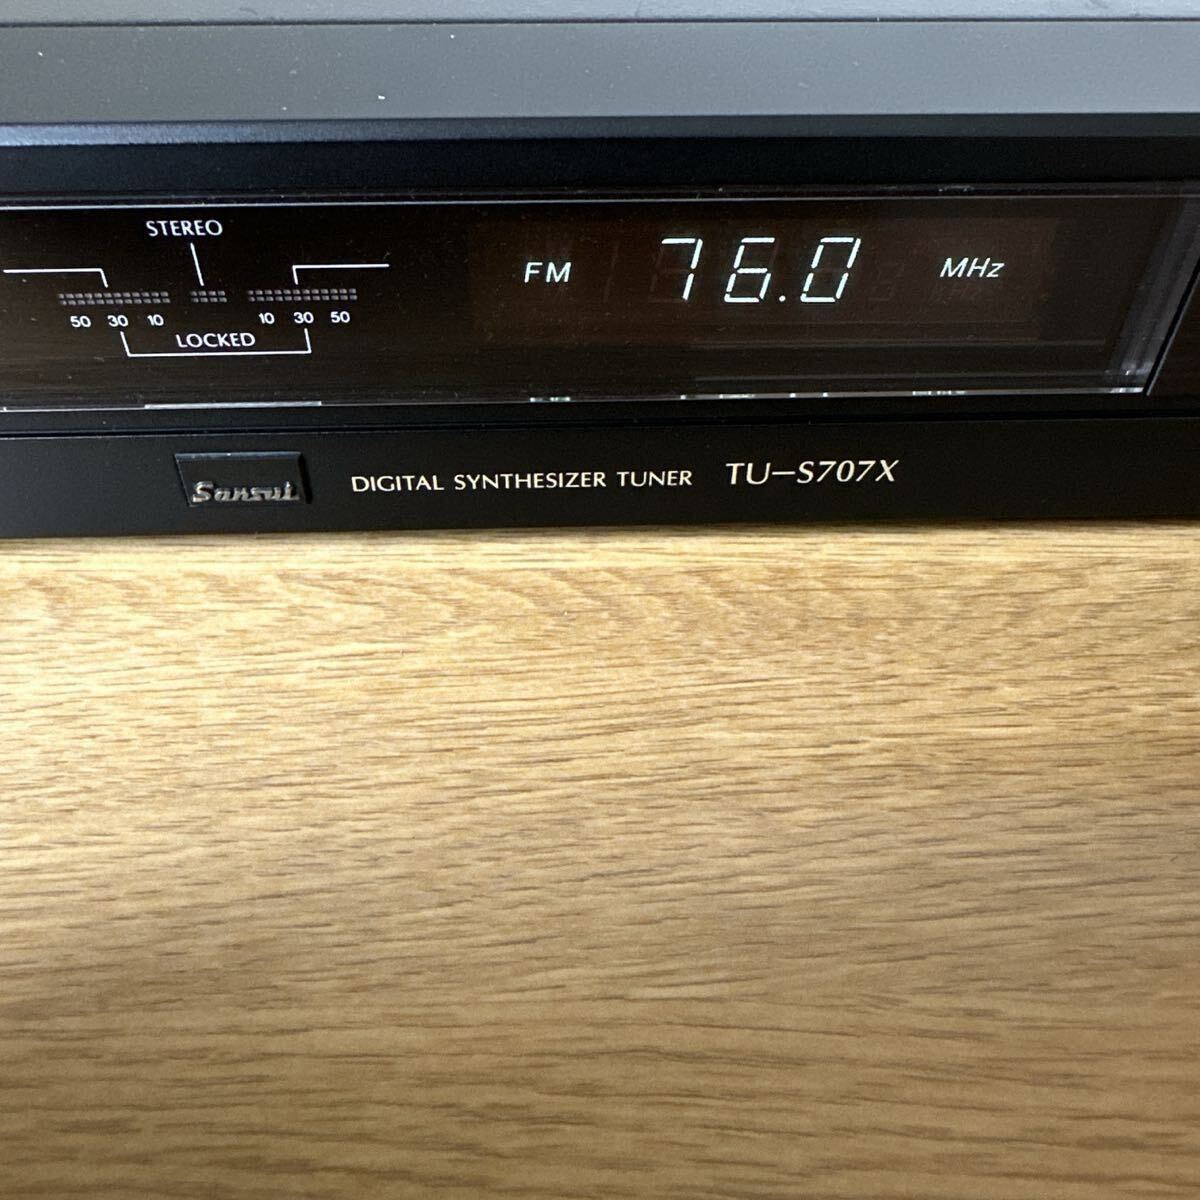 STEREO
FM 76.0 MHz
50 30 10 10 30 50
LOCKED
Sansui DIGITAL SYNTHESIZER TUNER TU-S707X